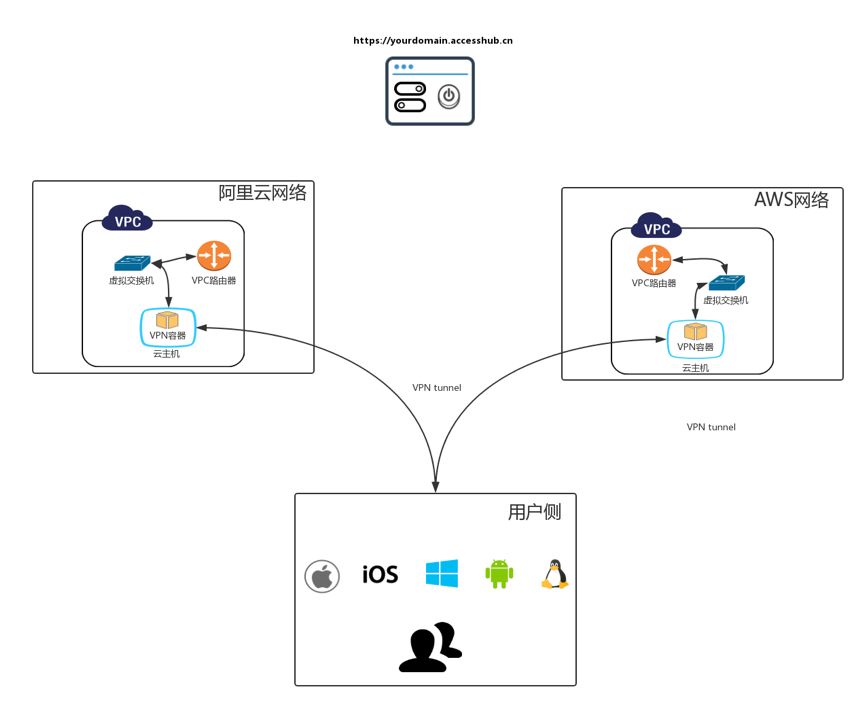 https://yourdomain.accesshub.cn
阿里云网络
VPC
虚拟交换机
VPC路由器
VPN容器
云主机
AWS网络
VPC
VPC路由器
虚拟交换机
VPN容器
云主机
VPN tunnel
VPN tunnel
用户侧
iOS